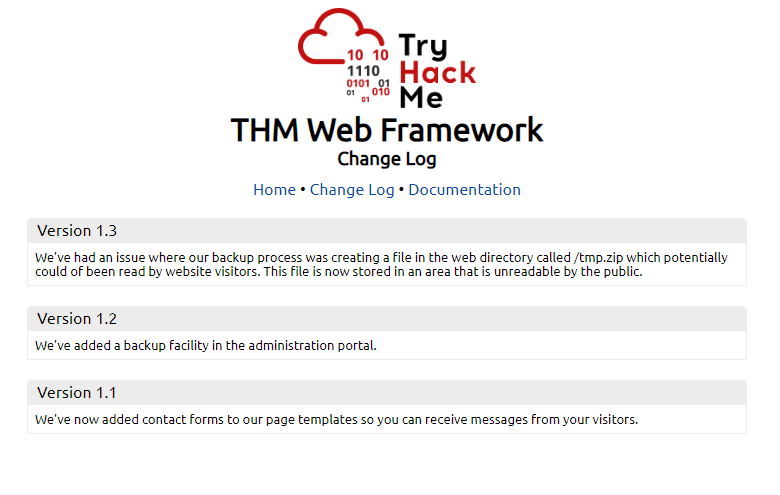 10 10
1110
0101 01
01 010
01
Try
Hack
Me
THM Web Framework
Change Log
Home • Change Log • Documentation
Version 1.3
We've had an issue where our backup process was creating a file in the web directory called /tmp.zip which potentially
could of been read by website visitors. This file is now stored in an area that is unreadable by the public.
Version 1.2
We've added a backup facility in the administration portal.
Version 1.1
We've now added contact forms to our page templates so you can receive messages from your visitors.